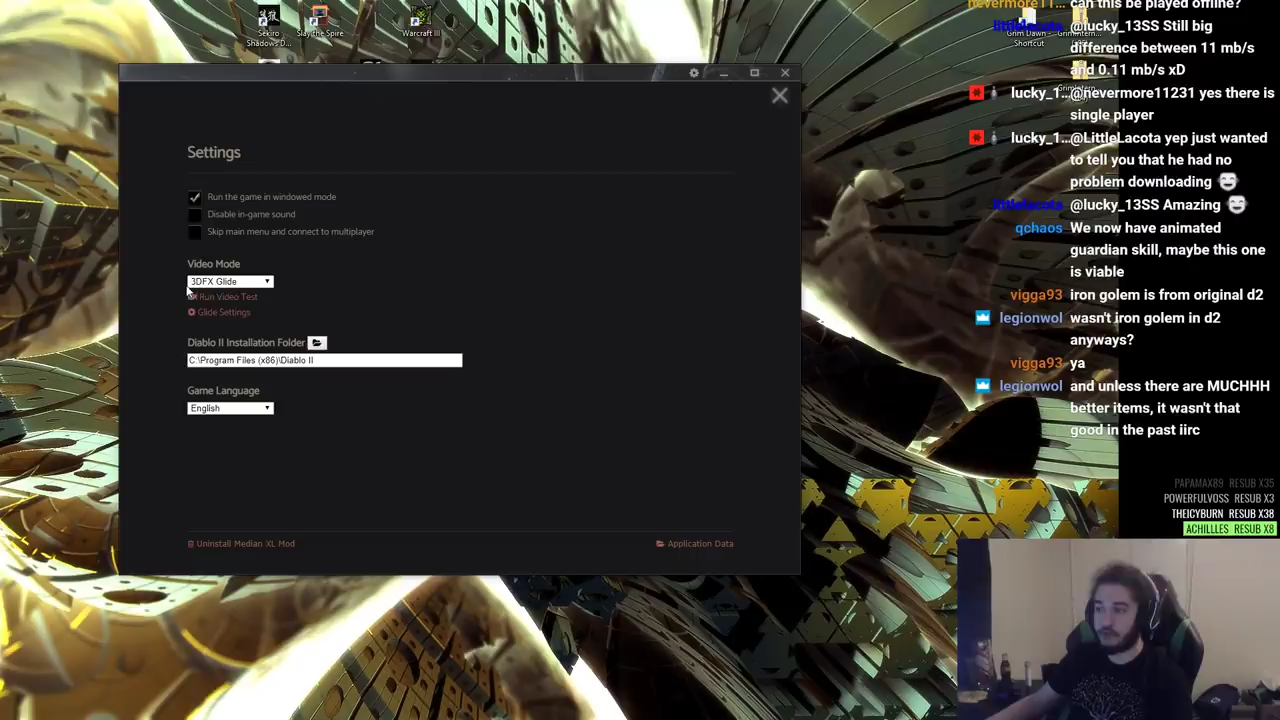 Sekiro
Shadows D...
Slay the Spire
Warcraft III
Grim Dawn
Shortcut
Settings
Run the game in windowed mode
Disable in-game sound
Skip main menu and connect to multiplayer
Video Mode
3DFX Glide
Run Video Test
Glide Settings
Diablo II Installation Folder
C:\Program Files (x86)\Diablo II
Game Language
English
Uninstall Median XL Mod
Application Data
nevermore11... can this be played offline?
littlelacota @lucky_13SS Still big
difference between 11 mb/s
and 0.11 mb/s xD
lucky_1... @nevermore11231 yes there is
single player
lucky_1... @LittleLacota yep just wanted
to tell you that he had no
problem downloading
littlelacota @lucky_13SS Amazing
qchaos We now have animated
guardian skill, maybe this one
is viable
vigga93 iron golem is from original d2
legionwol wasn't iron golem in d2
anyways?
vigga93 ya
legionwol and unless there are MUCHHH
better items, it wasn't that
good in the past iirc
PAPAMAX89 RESUB X35
POWERFULVOSS RESUB X3
THEICYBURN RESUB X38
ACHILLLES RESUB X8